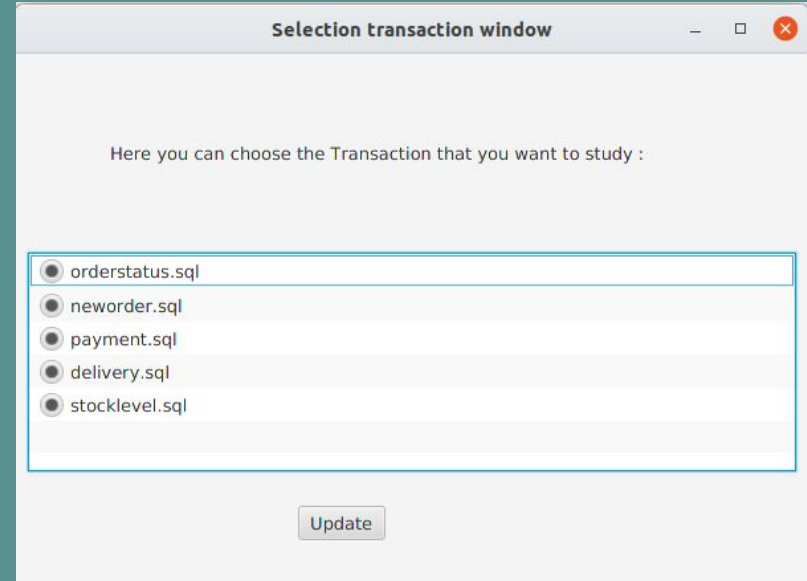 Selection transaction window
Here you can choose the Transaction that you want to study :
orderstatus.sql
neworder.sql
payment.sql
delivery.sql
stocklevel.sql
Update